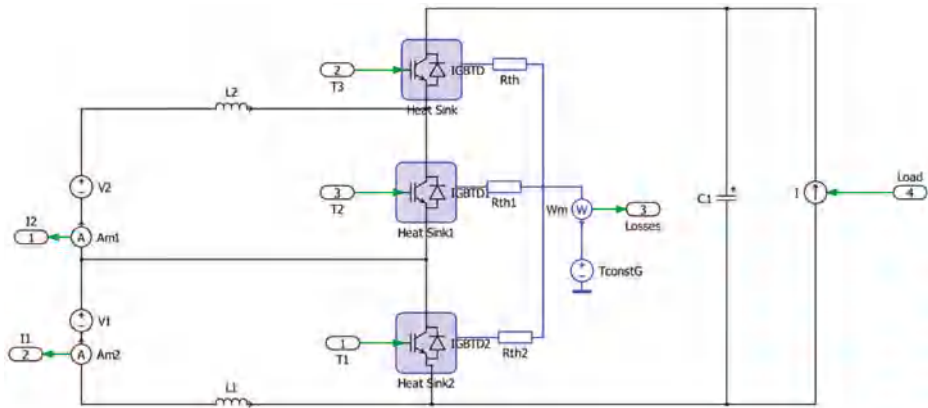 2
T3
IGBTD
Rth
Heat Sink
L2
V2
3
T2
IGBTD1
Rth1
Heat Sink1
Wm
W
3
Losses
C1
I
Load
4
I2
1
A
Am1
TconstG
V1
I1
2
A
Am2
1
T1
IGBTD2
Rth2
Heat Sink2
L1